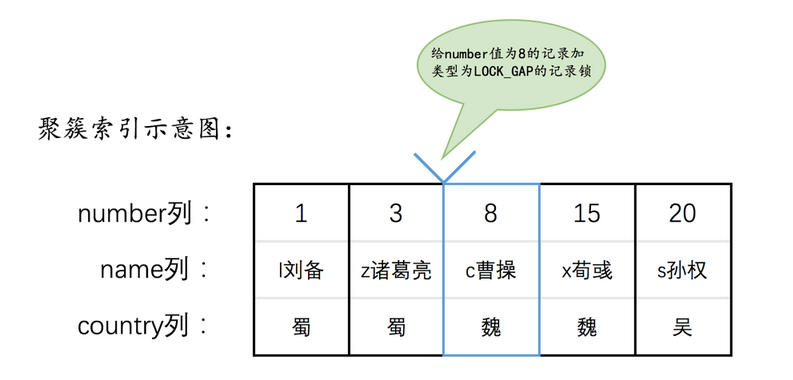 给number值为8的记录加
类型为LOCK_GAP的记录锁
聚簇索引示意图：
number列： 1 3 8 15 20
name列： l刘备 z诸葛亮 c曹操 x荀彧 s孙权
country列： 蜀 蜀 魏 魏 吴